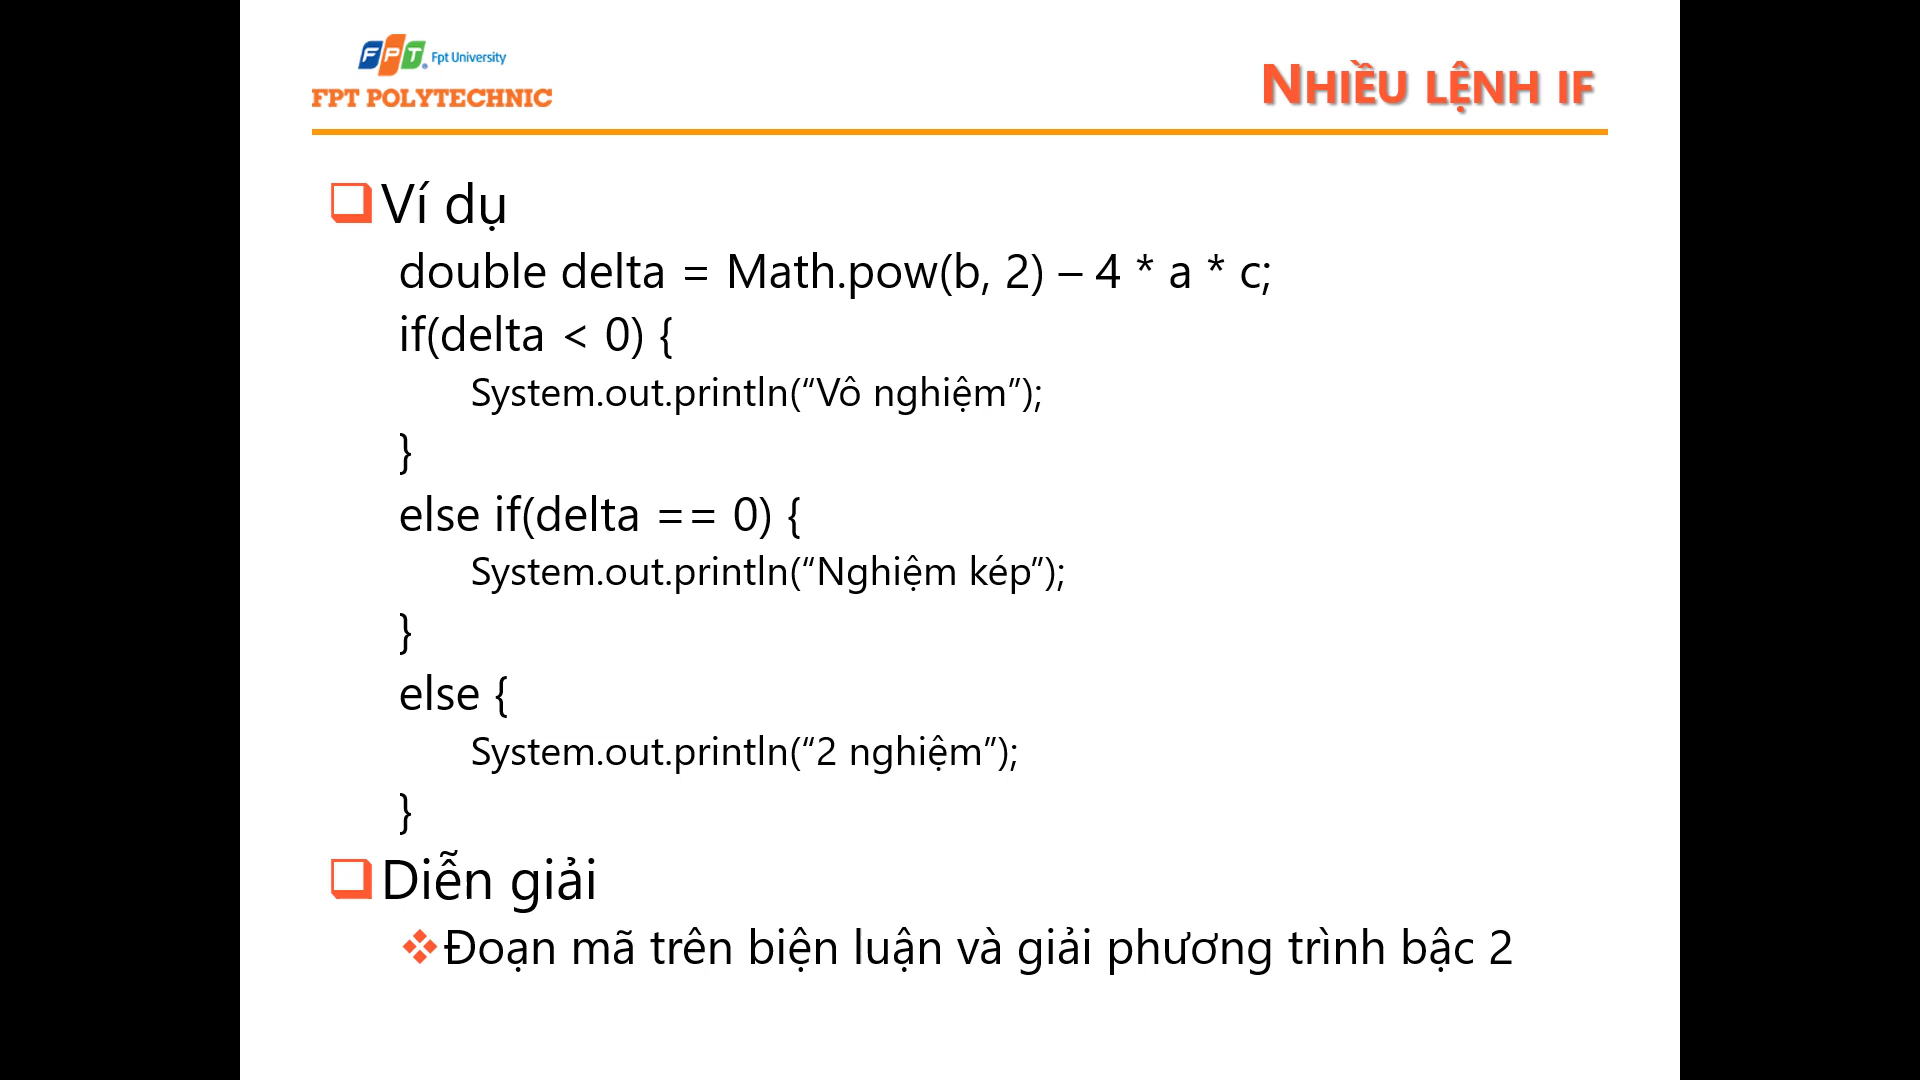 FPT. Fpt University
FPT POLYTECHNIC
NHIỀU LỆNH IF
Ví dụ
double delta = Math.pow(b, 2) – 4 * a * c;
if(delta < 0) {
System.out.println(“Vô nghiệm”);
}
else if(delta == 0) {
System.out.println(“Nghiệm kép”);
}
else {
System.out.println(“2 nghiệm”);
}
Diễn giải
Đoạn mã trên biện luận và giải phương trình bậc 2